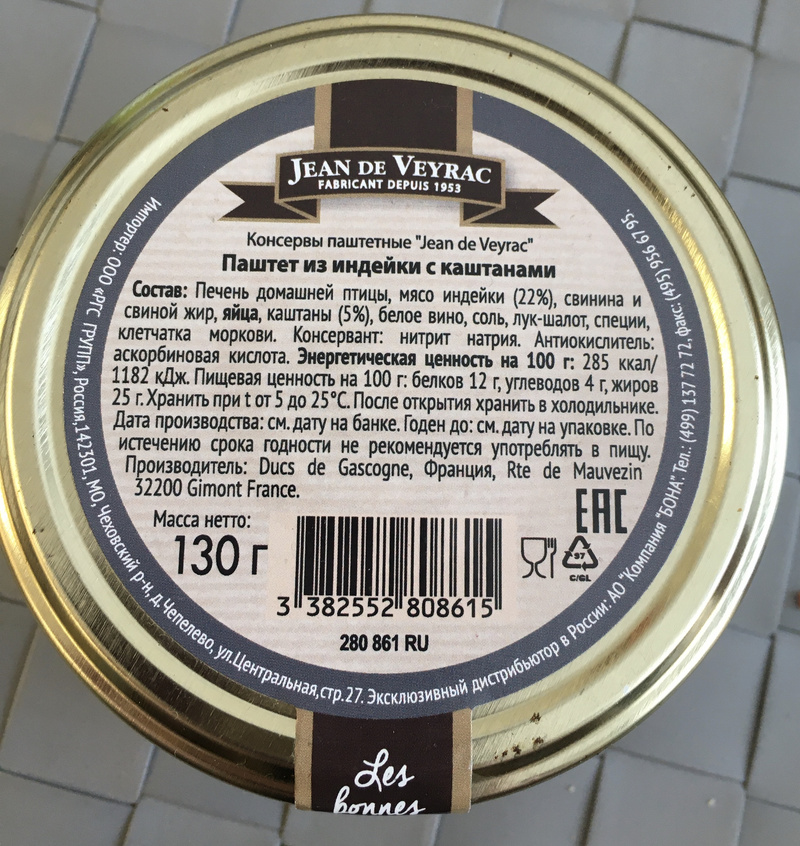 JEAN DE VEYRAC
FABRICANT DEPUIS 1953
Консервы паштетные "Jean de Veyrac"
Паштет из индейки с каштанами
Состав: Печень домашней птицы, мясо индейки (22%), свинина и
свиной жир, яйца, каштаны (5%), белое вино, соль, лук-шалот, специи,
клетчатка моркови. Консервант: нитрит натрия. Антиокислитель:
аскорбиновая кислота. Энергетическая ценность на 100 г: 285 ккал/
1182 кДж. Пищевая ценность на 100 г: белков 12 г, углеводов 4 г, жиров
25 г. Хранить при t от 5 до 25°C. После открытия хранить в холодильнике.
Дата производства: см. дату на банке. Годен до: см. дату на упаковке. По
истечению срока годности не рекомендуется употреблять в пищу.
Производитель: Ducs de Gascogne, Франция, Rte de Mauvezin
32200 Gimont France.
Масса нетто:
130 г
EAC
97
C/GL
3 382552 808615
280 861 RU
Импортер: ООО «РТС ГРУПП», Россия,142301, МО, Чеховский р-н, д.Чепелево, ул.Центральная,стр.27. Эксклюзивный дистрибьютор в России: АО "Компания "БОНА". Тел.: (499) 137 72 72, факс: (495) 956 67 95.
Les
bonnes